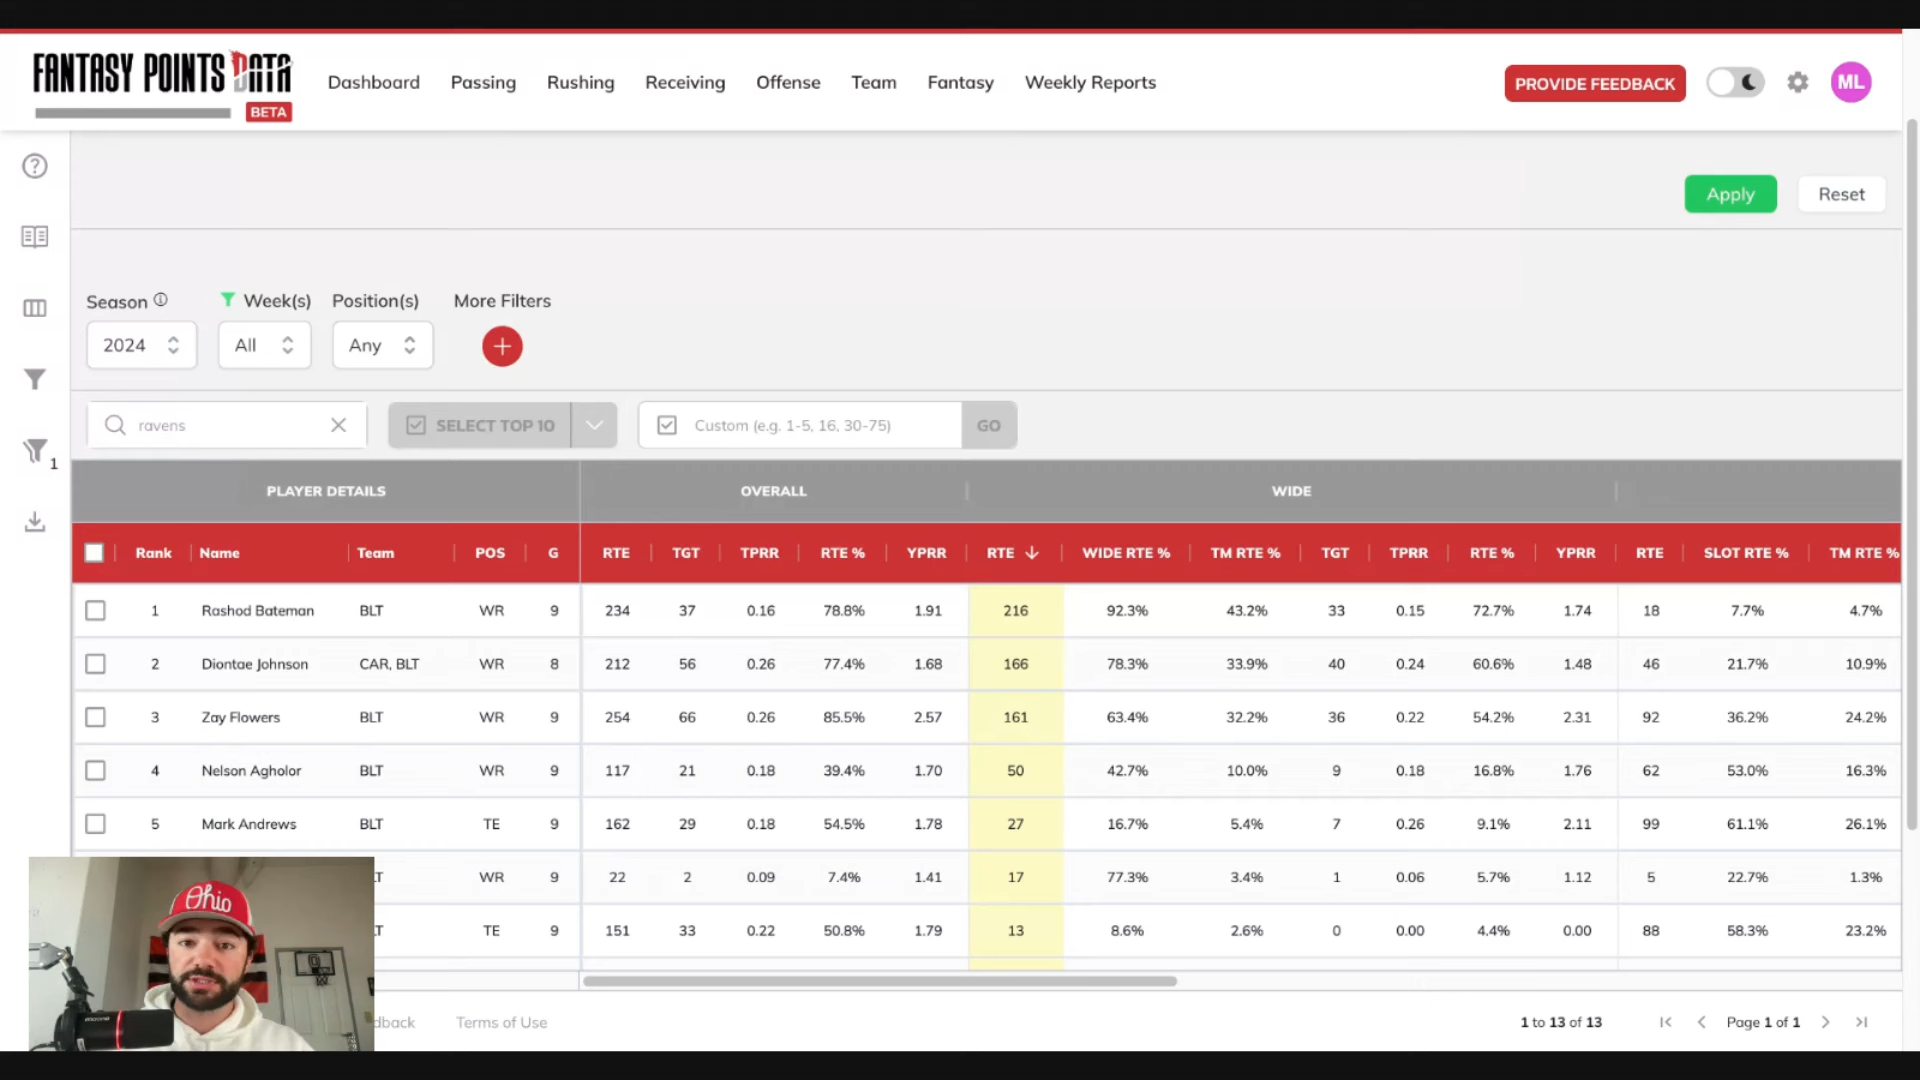 FANTASY POINTS DATA
BETA
Dashboard Passing Rushing Receiving Offense Team Fantasy Weekly Reports
PROVIDE FEEDBACK
ML
Apply Reset
Season Week(s) Position(s) More Filters
2024 All Any
ravens SELECT TOP 10 Custom (e.g. 1-5, 16, 30-75) GO
1
PLAYER DETAILS OVERALL WIDE
Rank Name Team POS G RTE TGT TPRR RTE % YPRR RTE WIDE RTE % TM RTE % TGT TPRR RTE % YPRR RTE SLOT RTE % TM RTE %
1 Rashod Bateman BLT WR 9 234 37 0.16 78.8% 1.91 216 92.3% 43.2% 33 0.15 72.7% 1.74 18 7.7% 4.7%
2 Diontae Johnson CAR, BLT WR 8 212 56 0.26 77.4% 1.68 166 78.3% 33.9% 40 0.24 60.6% 1.48 46 21.7% 10.9%
3 Zay Flowers BLT WR 9 254 66 0.26 85.5% 2.57 161 63.4% 32.2% 36 0.22 54.2% 2.31 92 36.2% 24.2%
4 Nelson Agholor BLT WR 9 117 21 0.18 39.4% 1.70 50 42.7% 10.0% 9 0.18 16.8% 1.76 62 53.0% 16.3%
5 Mark Andrews BLT TE 9 162 29 0.18 54.5% 1.78 27 16.7% 5.4% 7 0.26 9.1% 2.11 99 61.1% 26.1%
LT WR 9 22 2 0.09 7.4% 1.41 17 77.3% 3.4% 1 0.06 5.7% 1.12 5 22.7% 1.3%
LT TE 9 151 33 0.22 50.8% 1.79 13 8.6% 2.6% 0 0.00 4.4% 0.00 88 58.3% 23.2%
Ohio
dback Terms of Use
1 to 13 of 13 Page 1 of 1